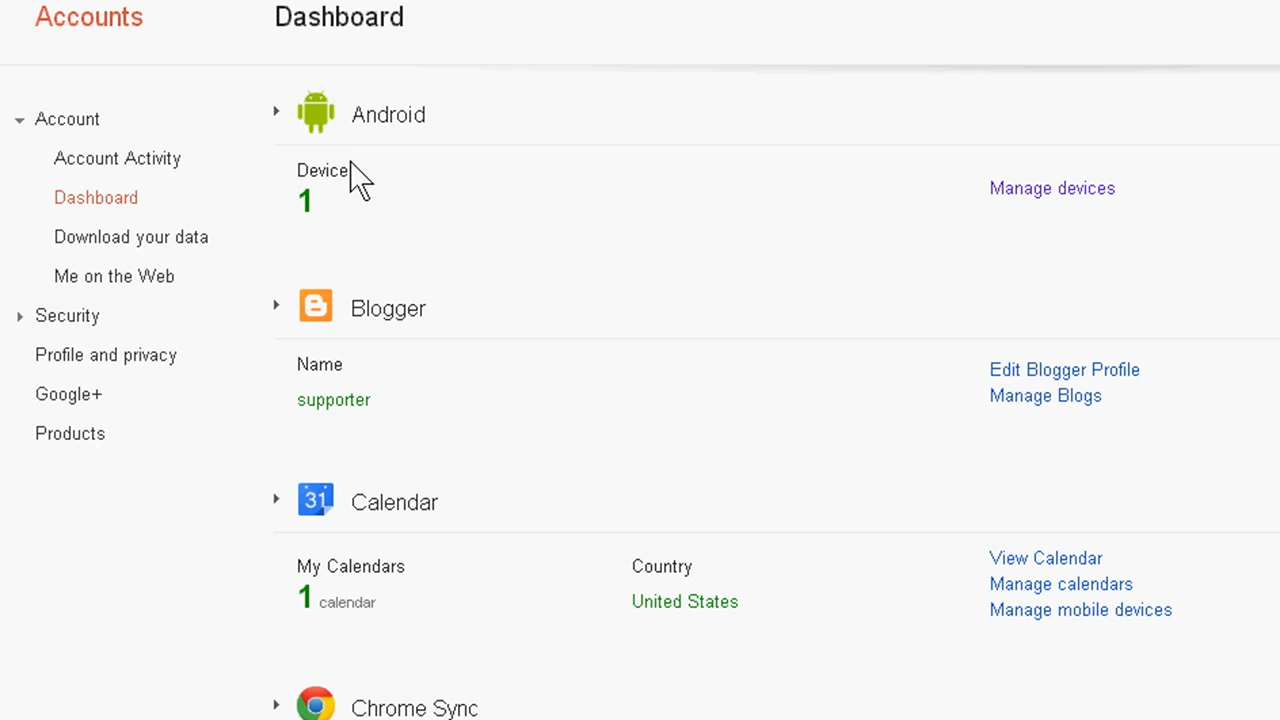 Accounts
Dashboard
Account
Account Activity
Dashboard
Download your data
Me on the Web
Security
Profile and privacy
Google+
Products
Android
Device
1
Manage devices
Blogger
Name
supporter
Edit Blogger Profile
Manage Blogs
31
Calendar
My Calendars
1 calendar
Country
United States
View Calendar
Manage calendars
Manage mobile devices
Chrome Sync